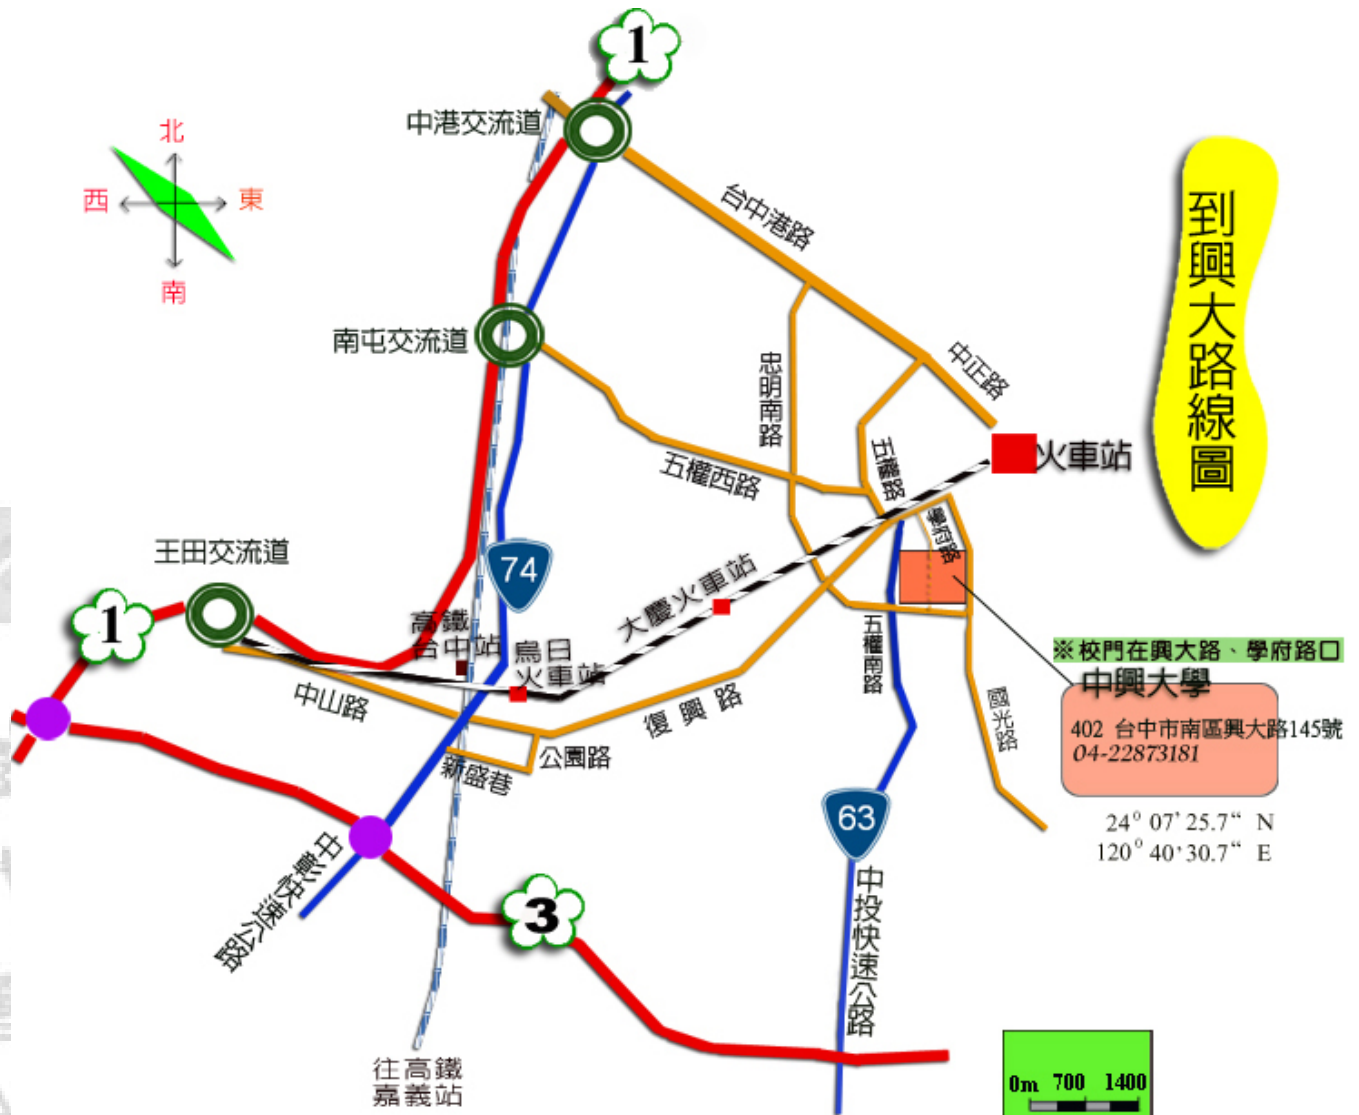 1
中港交流道
北
西
東
南
台中港路
到興大路線圖
南屯交流道
忠明南路
中正路
五權西路
五權路
火車站
學府路
王田交流道
74
1
大慶火車站
高鐵
台中站
烏日
火車站
五權南路
※校門在興大路、學府路口
中興大學
402 台中市南區興大路145號
04-22873181
中山路
復興路
國光路
公園路
新盛巷
63
24° 07' 25.7“ N
120° 40' 30.7“ E
中彰快速公路
3
中投快速公路
往高鐵
嘉義站
0m 700 1400